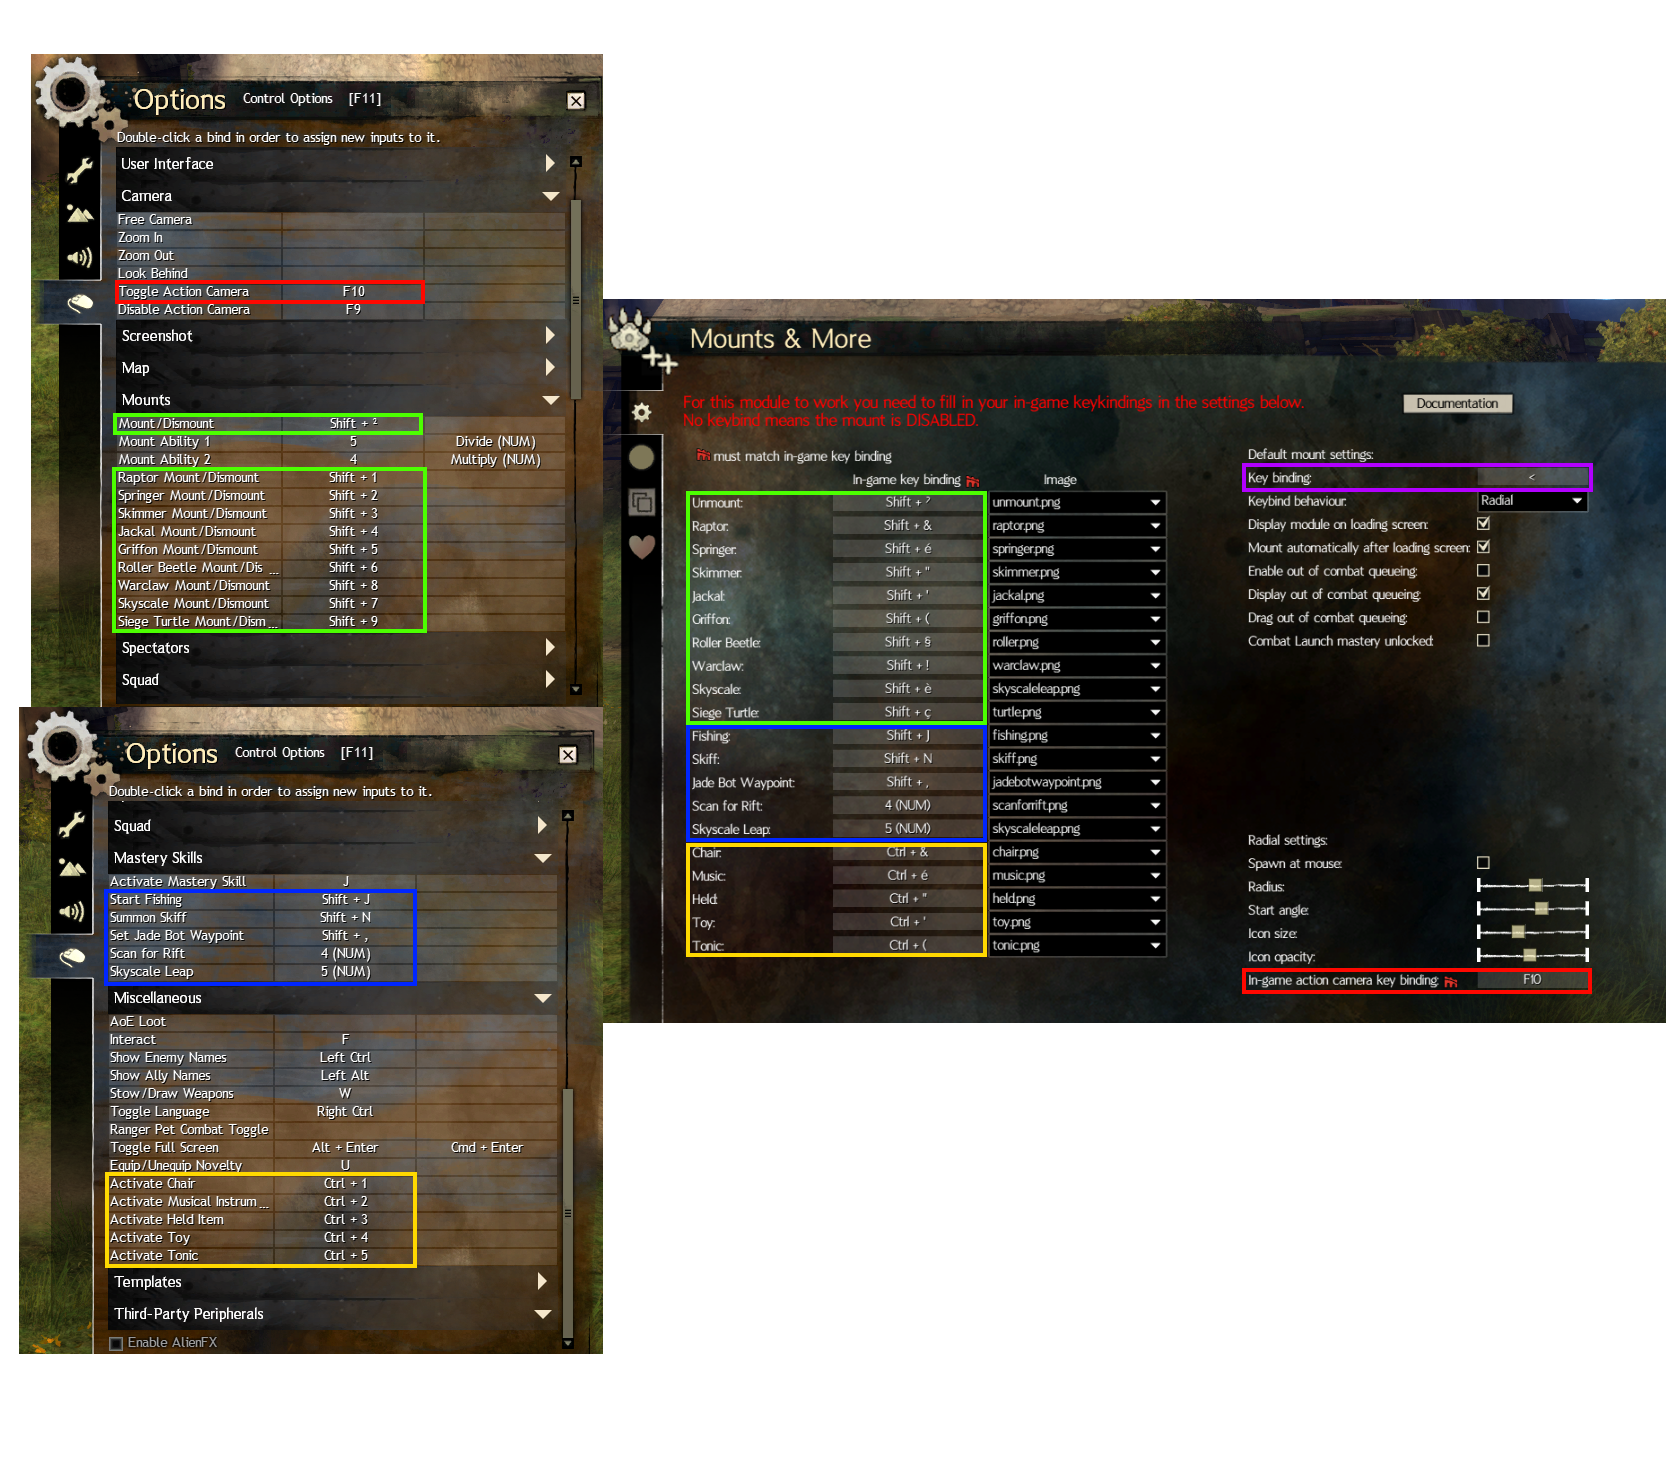 Options Control Options [F11]
Double-click a bind in order to assign new inputs to it.
User Interface
Camera
Free Camera
Zoom In
Zoom Out
Look Behind
Toggle Action Camera F10
Disable Action Camera F9
Screenshot
Map
Mounts
Mount/Dismount Shift + ²
Mount Ability 1 5 Divide (NUM)
Mount Ability 2 4 Multiply (NUM)
Raptor Mount/Dismount Shift + 1
Springer Mount/Dismount Shift + 2
Skimmer Mount/Dismount Shift + 3
Jackal Mount/Dismount Shift + 4
Griffon Mount/Dismount Shift + 5
Roller Beetle Mount/Dis ... Shift + 6
Warclaw Mount/Dismount Shift + 8
Skyscale Mount/Dismount Shift + 7
Siege Turtle Mount/Dism... Shift + 9
Spectators
Squad
Options Control Options [F11]
Double-click a bind in order to assign new inputs to it.
Squad
Mastery Skills
Activate Mastery Skill J
Start Fishing Shift + J
Summon Skiff Shift + N
Set Jade Bot Waypoint Shift + ,
Scan for Rift 4 (NUM)
Skyscale Leap 5 (NUM)
Miscellaneous
AoE Loot
Interact F
Show Enemy Names Left Ctrl
Show Ally Names Left Alt
Stow/Draw Weapons W
Toggle Language Right Ctrl
Ranger Pet Combat Toggle
Toggle Full Screen Alt + Enter Cmd + Enter
Equip/Unequip Novelty U
Activate Chair Ctrl + 1
Activate Musical Instrum ... Ctrl + 2
Activate Held Item Ctrl + 3
Activate Toy Ctrl + 4
Activate Tonic Ctrl + 5
Templates
Third-Party Peripherals
Enable AlienFX
Mounts & More
For this module to work you need to fill in your in-game keykindings in the settings below.
No keybind means the mount is DISABLED.
Documentation
must match in-game key binding
In-game key binding Image
Unmount: Shift + ² unmount.png
Raptor: Shift + & raptor.png
Springer: Shift + é springer.png
Skimmer: Shift + " skimmer.png
Jackal: Shift + ' jackal.png
Griffon: Shift + ( griffon.png
Roller Beetle: Shift + § roller.png
Warclaw: Shift + ! warclaw.png
Skyscale: Shift + è skyscaleleap.png
Siege Turtle: Shift + ç turtle.png
Fishing: Shift + J fishing.png
Skiff: Shift + N skiff.png
Jade Bot Waypoint: Shift + , jadebotwaypoint.png
Scan for Rift: 4 (NUM) scanforrift.png
Skyscale Leap: 5 (NUM) skyscaleleap.png
Chair: Ctrl + & chair.png
Music: Ctrl + é music.png
Held: Ctrl + " held.png
Toy: Ctrl + ' toy.png
Tonic: Ctrl + ( tonic.png
Default mount settings:
Key binding: <
Keybind behaviour: Radial
Display module on loading screen:
Mount automatically after loading screen:
Enable out of combat queueing:
Display out of combat queueing:
Drag out of combat queueing:
Combat Launch mastery unlocked:
Radial settings:
Spawn at mouse:
Radius:
Start angle:
Icon size:
Icon opacity:
In-game action camera key binding: F10